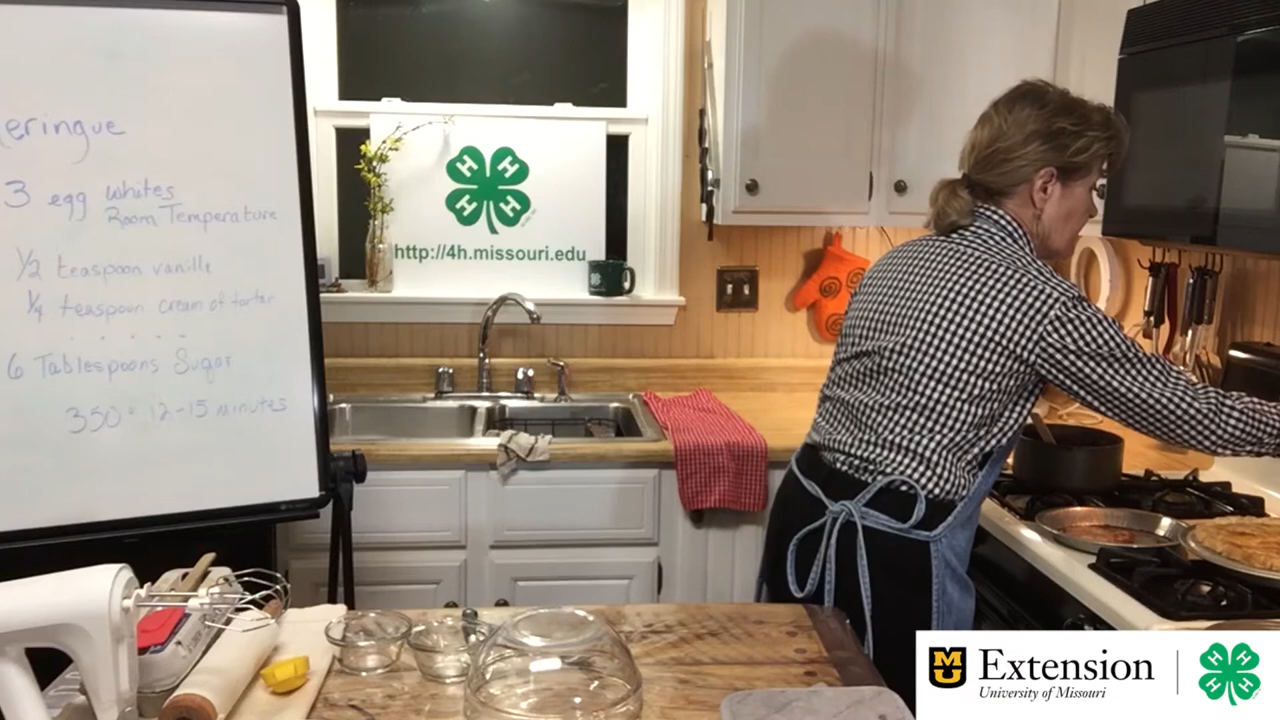 eringue
3 egg whites
Room Temperature
1/2 teaspoon vanilla
1/4 teaspoon cream of tartar
6 Tablespoons Sugar
350° 12-15 minutes
H H H H
http://4h.missouri.edu
MU Extension
University of Missouri
H H H H